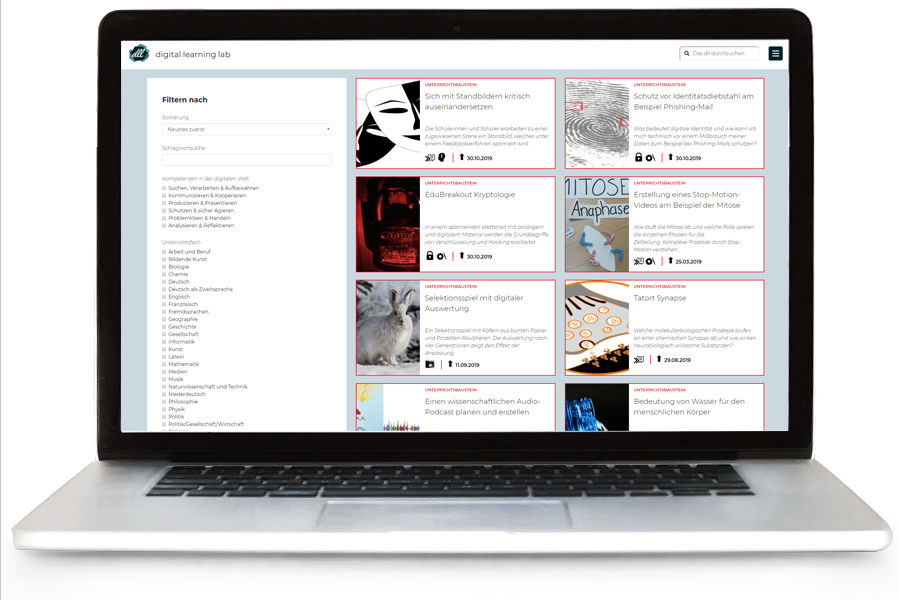 dll
digital learning lab
Das dll durchsuchen
Filtern nach
Sortierung
Neustes zuerst
Schlagwortsuche
Kompetenzen in der digitalen Welt
Suchen, Verarbeiten & Aufbewahren
Kommunizieren & Kooperieren
Produzieren & Präsentieren
Schützen & sicher Agieren
Problemlösen & Handeln
Analysieren & Reflektieren
Unterrichtsfach
Arbeit und Beruf
Bildende Kunst
Biologie
Chemie
Deutsch
Deutsch als Zweitsprache
Englisch
Französisch
Fremdsprachen
Geographie
Geschichte
Gesellschaft
Informatik
Kunst
Latein
Mathematik
Medien
Musik
Naturwissenschaft und Technik
Niederdeutsch
Philosophie
Physik
Politik
Politik/Gesellschaft/Wirtschaft
UNTERRICHTSBAUSTEIN
Sich mit Standbildern kritisch
auseinandersetzen
Die Schülerinnen und Schüler erarbeiten zu einer
zugewiesenen Szene ein Standbild, welches unter
einem Feedbackverfahren optimiert wird.
30.10.2019
UNTERRICHTSBAUSTEIN
Schutz vor Identitätsdiebstahl am
Beispiel Phishing-Mail
Was bedeutet digitale Identität und wie kann ich
mich technisch vor einem Mißbrauch meiner
Daten zum Beispiel bei Phishing-Mails schützen?
30.10.2019
UNTERRICHTSBAUSTEIN
EduBreakout Kryptologie
In einem spannenden Wettstreit mit analogem
und digitalem Material werden die Grundbegriffe
von Verschlüsselung und Hacking erarbeitet.
30.10.2019
MITOSE
Anaphase
UNTERRICHTSBAUSTEIN
Erstellung eines Stop-Motion-
Videos am Beispiel der Mitose
Wie läuft die Mitose ab und welche Rolle spielen
die einzelnen Phasen für die
Zellteilung. Komplexe Prozesse durch Stop-
Motion verstehen.
25.03.2019
UNTERRICHTSBAUSTEIN
Selektionsspiel mit digitaler
Auswertung
Ein Selektionsspiel mit Käfern aus bunten Papier
und Pinzetten-Raubtieren: Die Auswertung nach
vier Generationen zeigt den Effekt der
Anpassung.
11.09.2019
UNTERRICHTSBAUSTEIN
Tatort Synapse
Welche molekularbiologischen Prozesse laufen
an einer chemischen Synapse ab und wie wirken
neurobiologisch wirksame Substanzen?
29.08.2019
UNTERRICHTSBAUSTEIN
Einen wissenschaftlichen Audio-
Podcast planen und erstellen
UNTERRICHTSBAUSTEIN
Bedeutung von Wasser für den
menschlichen Körper